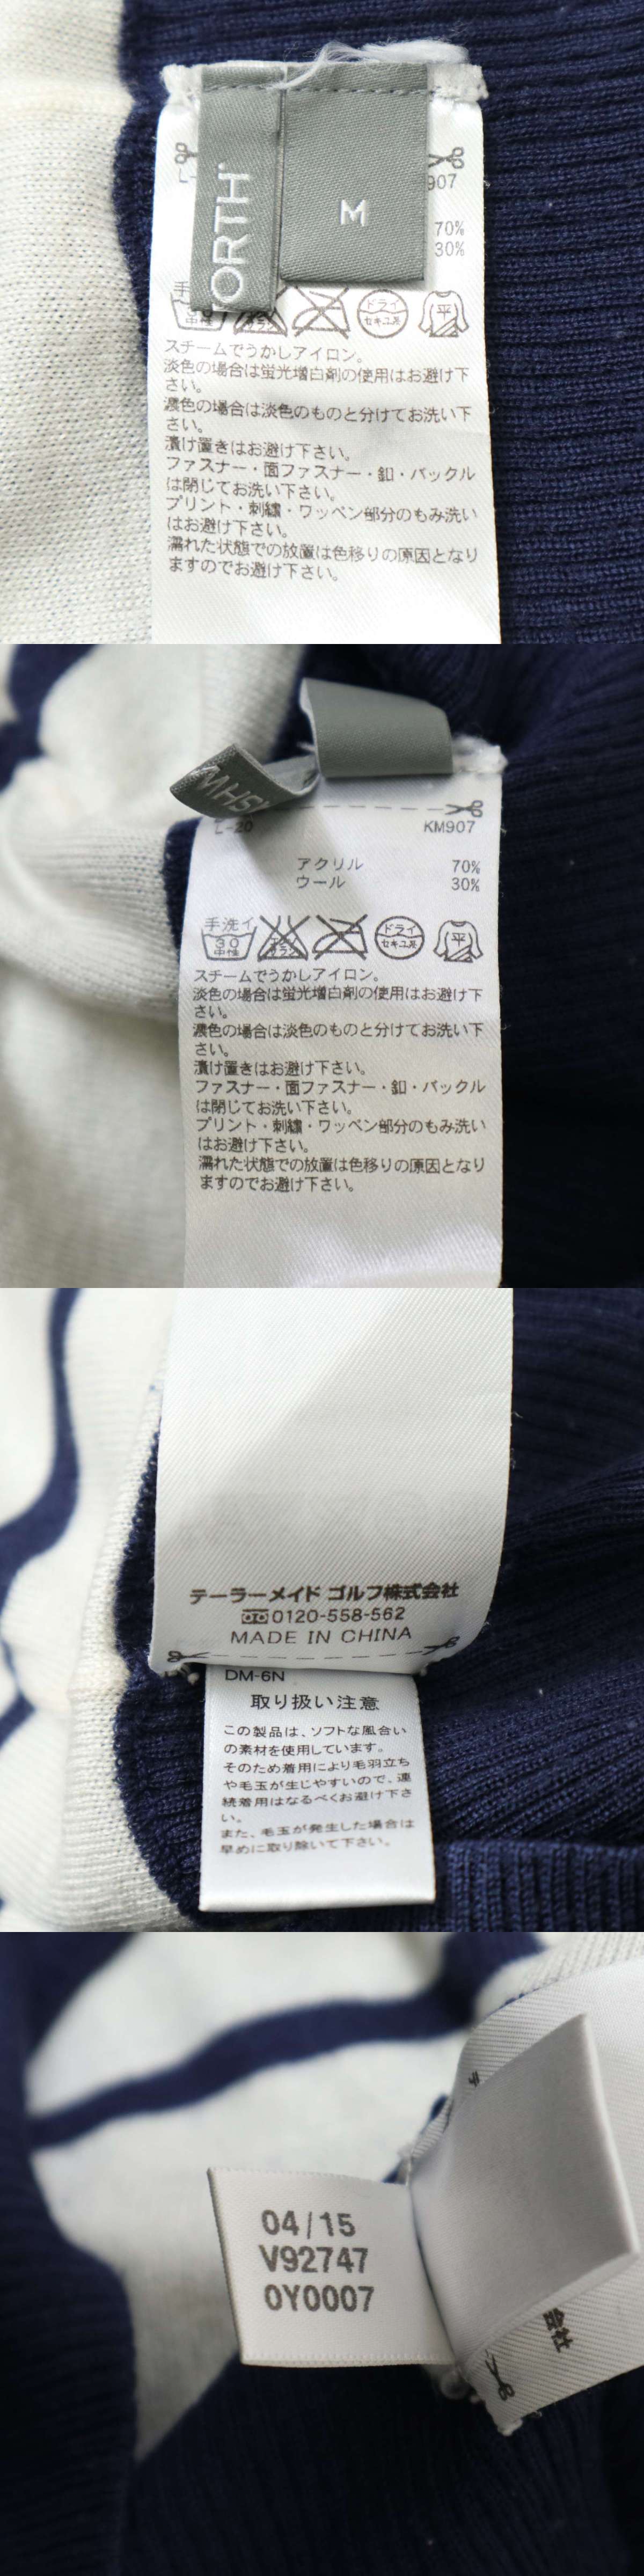 ORTH
M
L-
907
70%
30%
手
30
中性
ドライ
セキユ系
平
スチームでうかしアイロン。
淡色の場合は蛍光増白剤の使用はお避け下
さい。
濃色の場合は淡色のものと分けてお洗い下
さい。
漬け置きはお避け下さい。
ファスナー・面ファスナー・釦・バックル
は閉じてお洗い下さい。
プリント・刺繍・ワッペン部分のもみ洗い
はお避け下さい。
濡れた状態での放置は色移りの原因となり
ますのでお避け下さい。
L-20
KM907
アクリル 70%
ウール 30%
手洗イ
30
中性
ドライ
セキユ系
平
スチームでうかしアイロン。
淡色の場合は蛍光増白剤の使用はお避け下
さい。
濃色の場合は淡色のものと分けてお洗い下
さい。
漬け置きはお避け下さい。
ファスナー・面ファスナー・釦・バックル
は閉じてお洗い下さい。
プリント・刺繍・ワッペン部分のもみ洗い
はお避け下さい。
濡れた状態での放置は色移りの原因となり
ますのでお避け下さい。
テーラーメイド ゴルフ株式会社
0120-558-562
MADE IN CHINA
DM-6N
取り扱い注意
この製品は、ソフトな風合い
の素材を使用しています。
そのため着用により毛羽立ち
や毛玉が生じやすいので、連
続着用はなるべくお避け下さ
い。
また、毛玉が発生した場合は
早めに取り除いて下さい。
04/15
V92747
0Y0007
会社